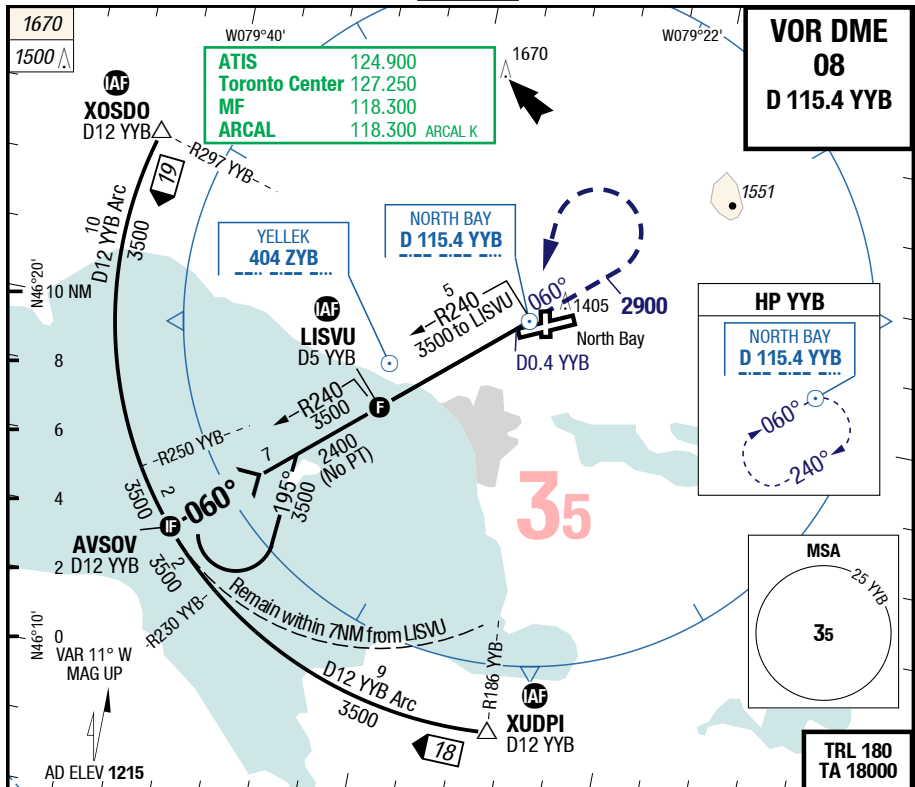 1670
1500
W079°40'
W079°22'
VOR DME
08
D 115.4 YYB
ATIS 124.900
Toronto Center 127.250
MF 118.300
ARCAL 118.300 ARCAL K
1670
IAF
XOSDO
D12 YYB
R297 YYB
19
10
D12 YYB Arc
3500
1551
YELLEK
404 ZYB
NORTH BAY
D 115.4 YYB
N46°20'
10 NM
8
6
4
2
0
N46°10'
IAF
LISVU
D5 YYB
5
R240
3500 to LISVU
060°
1405
2900
North Bay
D0.4 YYB
HP YYB
NORTH BAY
D 115.4 YYB
060°
240°
F
R240
3500
2400
(No PT)
7
R250 YYB
2
3500
060°
195°
3500
35
IF
AVSOV
D12 YYB
2
3500
R230 YYB
Remain within 7NM from LISVU
9
D12 YYB Arc
3500
R186 YYB
18
IAF
XUDPI
D12 YYB
MSA
25 YYB
35
VAR 11° W
MAG UP
AD ELEV 1215
TRL 180
TA 18000